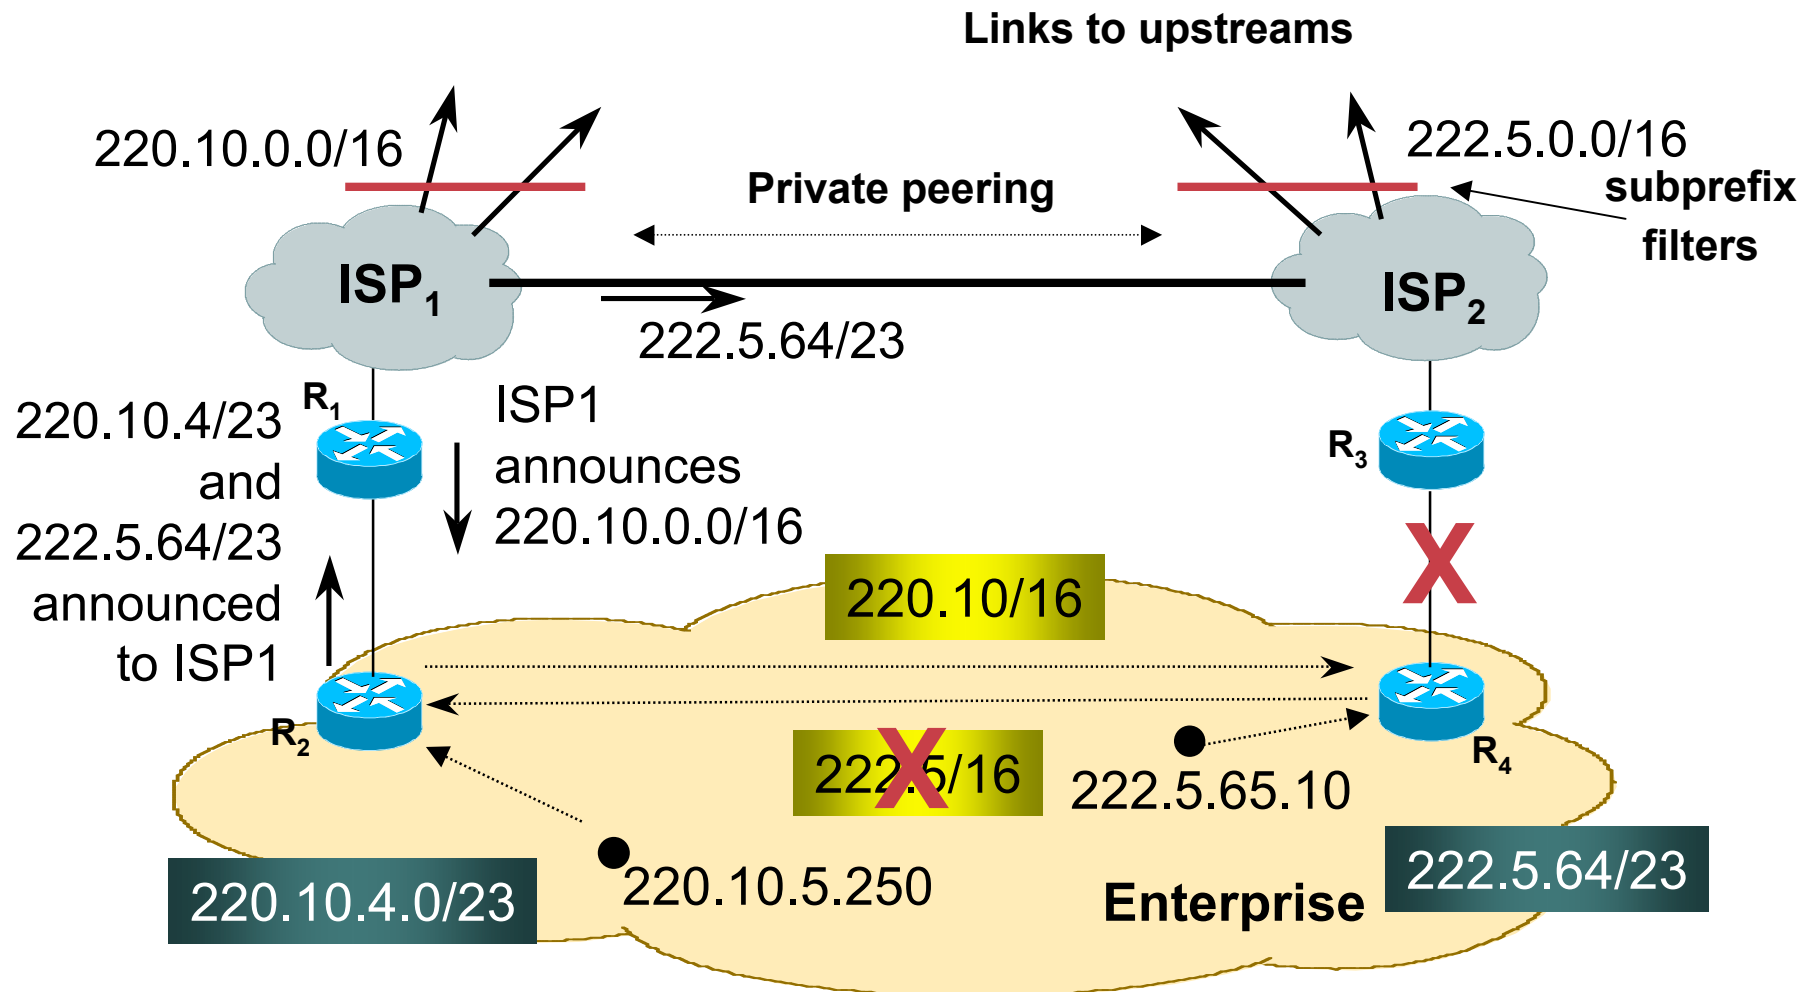 Links to upstreams
220.10.0.0/16
222.5.0.0/16
Private peering
subprefix
filters
ISP1
ISP2
222.5.64/23
R1
220.10.4/23
and
222.5.64/23
announced
to ISP1
ISP1
announces
220.10.0.0/16
R3
X
220.10/16
R2
R4
222.5/16
X
222.5.65.10
220.10.5.250
220.10.4.0/23
Enterprise
222.5.64/23